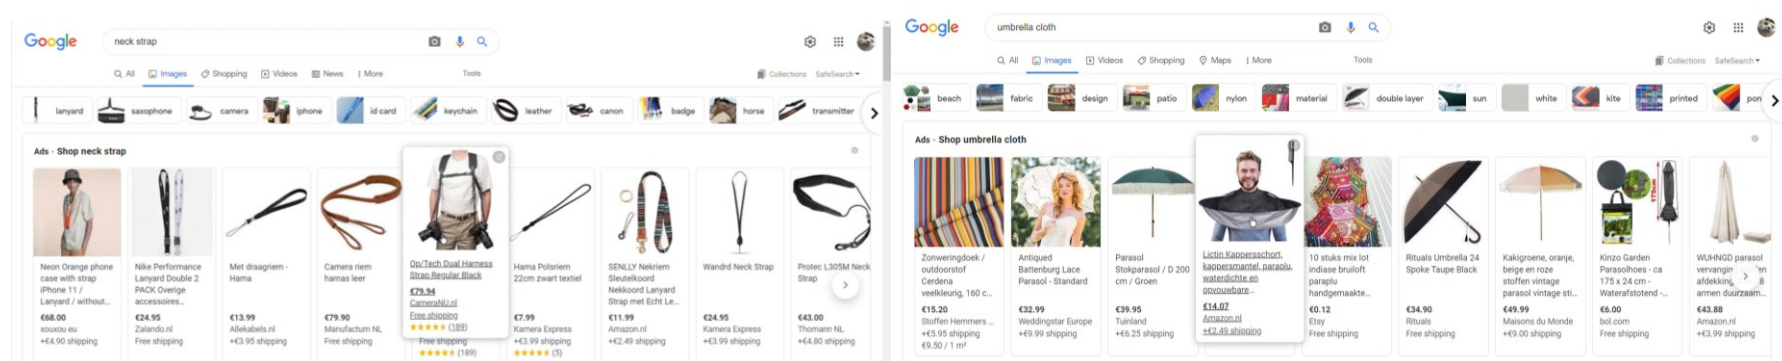 Google
neck strap
All
Images
Shopping
Videos
News
More
Tools
Collections
SafeSearch
lanyard
saxophone
camera
iphone
id card
keychain
leather
canon
badge
horse
transmitter
Ads · Shop neck strap
Neon Orange phone
case with strap
iPhone 11 /
Lanyard / without...
€68.00
xouxou eu
+€4.90 shipping
Nike Performance
Lanyard Double 2
PACK Overige
accessoires...
€24.95
Zalando.nl
Free shipping
Met draagriem -
Hama
€13.99
Allekabels.nl
+€3.95 shipping
Camera riem
harnas leer
€79.90
Manufactum NL
Free shipping
Op/Tech Dual Harness
Strap Regular Black
€79.94
CameraNU.nl
Free shipping
(189)
Free shipping
(189)
Hama Polsriem
22cm zwart textiel
€7.99
Kamera Express
+€3.99 shipping
(5)
SENLLY Nekriem
Sleutelkoord
Nekkoord Lanyard
Strap met Echt Le...
€11.99
Amazon.nl
+€2.49 shipping
Wandrd Neck Strap
€24.95
Kamera Express
+€3.99 shipping
Protec L305M Neck
Strap
€43.00
Thomann NL
+€4.80 shipping
Google
umbrella cloth
All
Images
Videos
Shopping
Maps
More
Tools
Collections
SafeSearch
beach
fabric
design
patio
nylon
material
double layer
sun
white
kite
printed
pon
Ads · Shop umbrella cloth
Zonweringdoek /
outdoorstof
Cerdena
veelkleurig, 160 c...
€15.20
Stoffen Hemmers ...
+€5.95 shipping
€9.50 / 1 m²
Antiqued
Battenburg Lace
Parasol - Standard
€32.99
Weddingstar Europe
+€9.99 shipping
Parasol
Stokparasol / D 200
cm / Groen
€39.95
Tuinland
+€6.25 shipping
Lictin Kappersschort,
kappersmantel, paraplu,
waterdichte en
opvouwbare...
€14.07
Amazon.nl
+€2.49 shipping
10 stuks mix lot
indiase bruiloft
paraplu
handgemaakte...
€0.12
Etsy
Free shipping
Rituals Umbrella 24
Spoke Taupe Black
€34.90
Rituals
Free shipping
Kakigroene, oranje,
beige en roze
stoffen vintage
parasol vintage sti...
€49.99
Maisons du Monde
+€9.00 shipping
175cm
Kinzo Garden
Parasolhoes - ca
175 x 24 cm -
Waterafstotend -...
€6.00
bol.com
Free shipping
WUHNGD parasol
vervangin
afdekking
armen duurzaam...
€43.88
Amazon.nl
+€3.99 shipping